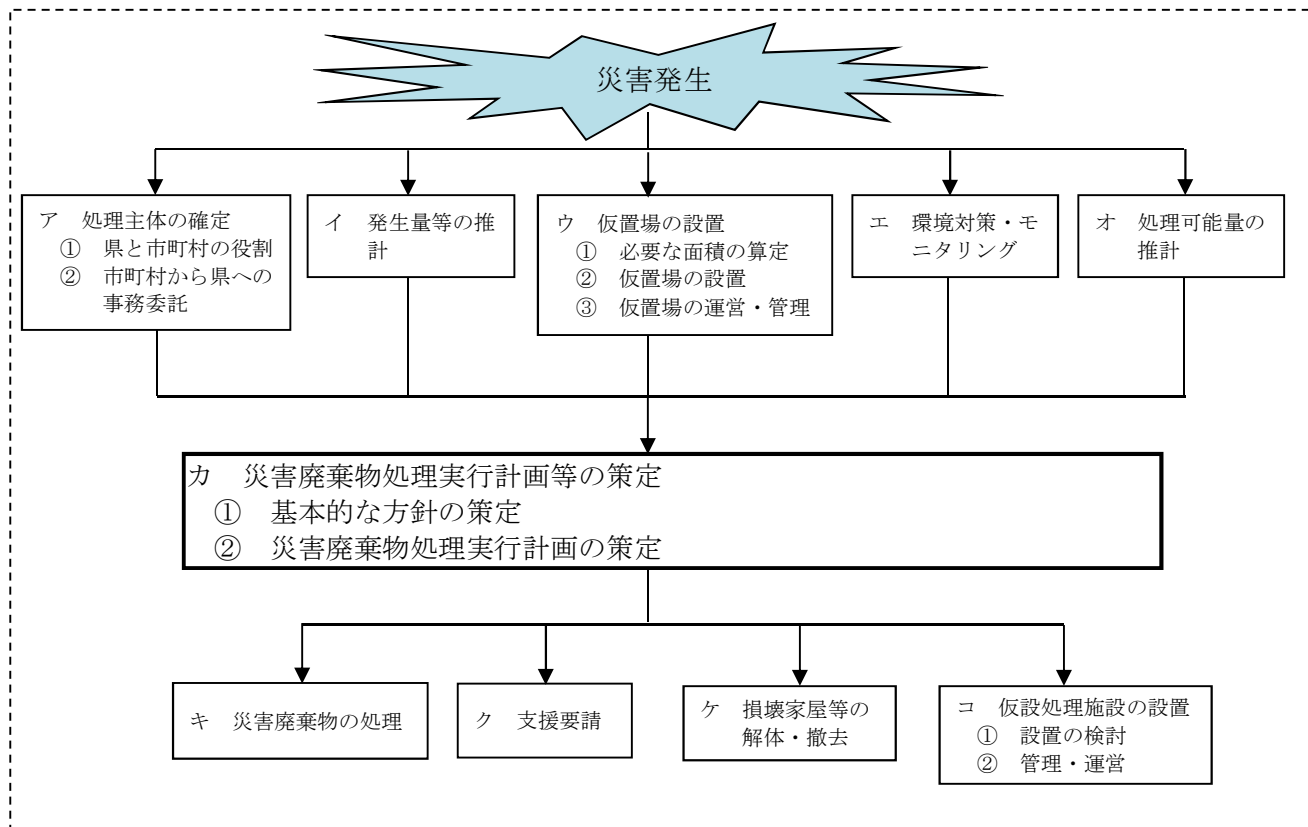 災害発生
ア 処理主体の確定
① 県と市町村の役割
② 市町村から県への
事務委託
イ 発生量等の推
計
ウ 仮置場の設置
① 必要な面積の算定
② 仮置場の設置
③ 仮置場の運営・管理
エ 環境対策・モ
ニタリング
オ 処理可能量の
推計
カ 災害廃棄物処理実行計画等の策定
① 基本的な方針の策定
② 災害廃棄物処理実行計画の策定
キ 災害廃棄物の処理
ク 支援要請
ケ 損壊家屋等の
解体・撤去
コ 仮設処理施設の設置
① 設置の検討
② 管理・運営